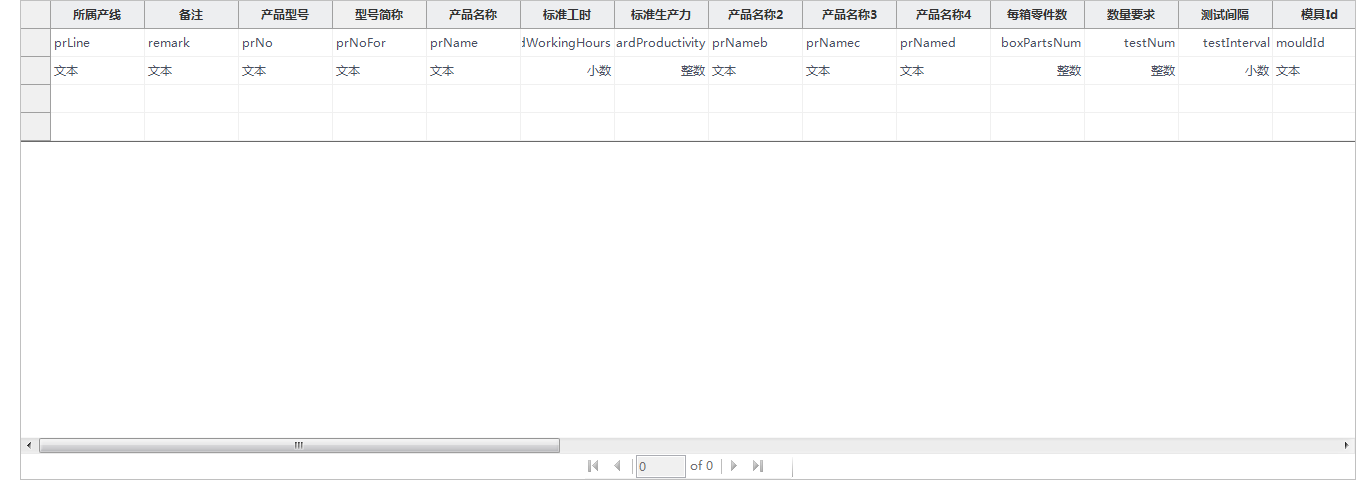 所属产线 备注 产品型号 型号简称 产品名称 标准工时 标准生产力 产品名称2 产品名称3 产品名称4 每箱零件数 数量要求 测试间隔 模具Id
prLine remark prNo prNoFor prName dWorkingHours ardProductivity prNameb prNamec prNamed boxPartsNum testNum testInterval mouldId
文本 文本 文本 文本 文本 小数 整数 文本 文本 文本 整数 整数 小数 文本
0 of 0